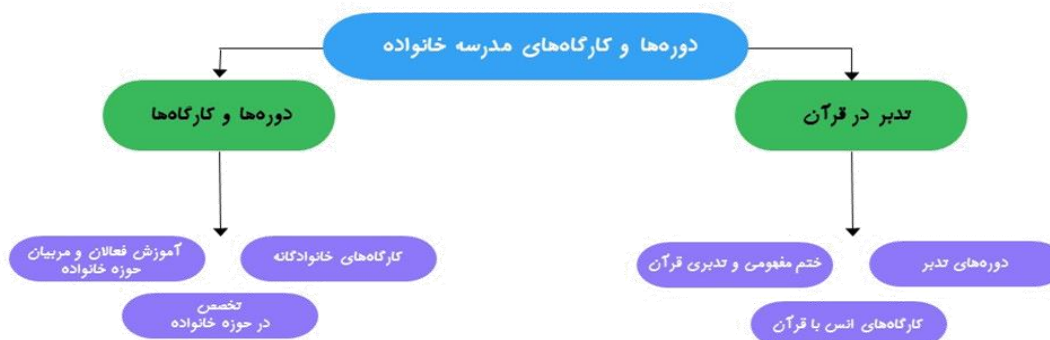 دوره‌ها و کارگاه‌های مدرسه خانواده
تدبر در قرآن
دوره‌ها و کارگاه‌ها
دوره‌های تدبر
ختم مفهومی و تدبری قرآن
کارگاه‌های انس با قرآن
کارگاه‌های خانوادگانه
آموزش فعالان و مربیان
حوزه خانواده
تخصص
در حوزه خانواده